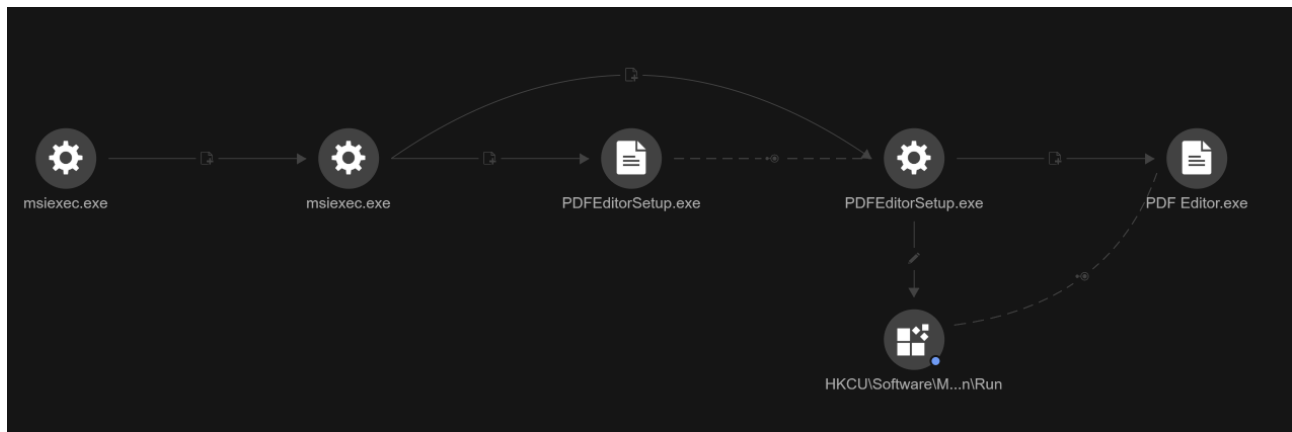 msiexec.exe
msiexec.exe
PDFEditorSetup.exe
PDFEditorSetup.exe
PDF Editor.exe
HKCU\Software\M...n\Run